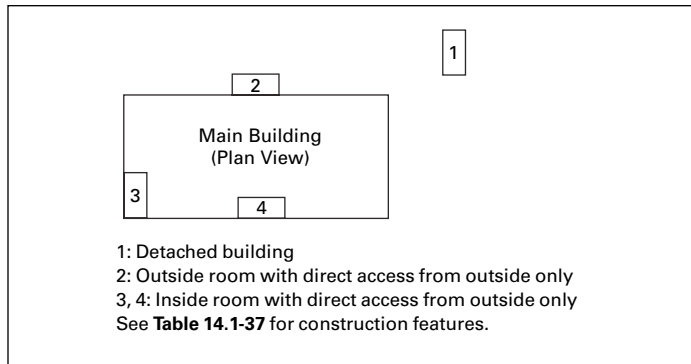 1
2
Main Building
(Plan View)
3
4
1: Detached building
2: Outside room with direct access from outside only
3, 4: Inside room with direct access from outside only
See Table 14.1-37 for construction features.